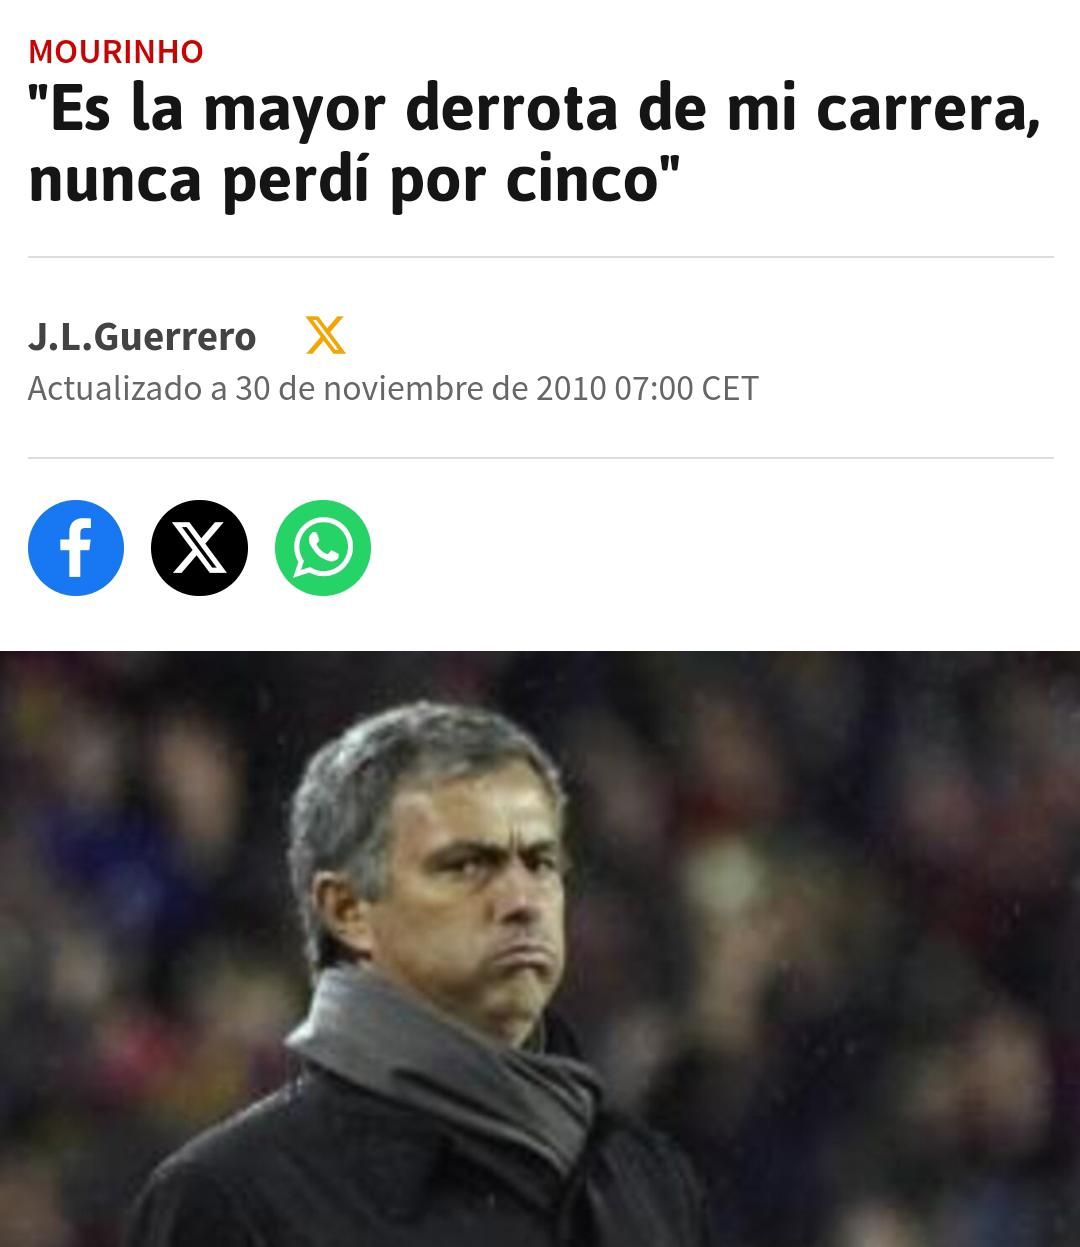 MOURINHO
"Es la mayor derrota de mi carrera,
nunca perdí por cinco"
J.L.Guerrero
Actualizado a 30 de noviembre de 2010 07:00 CET